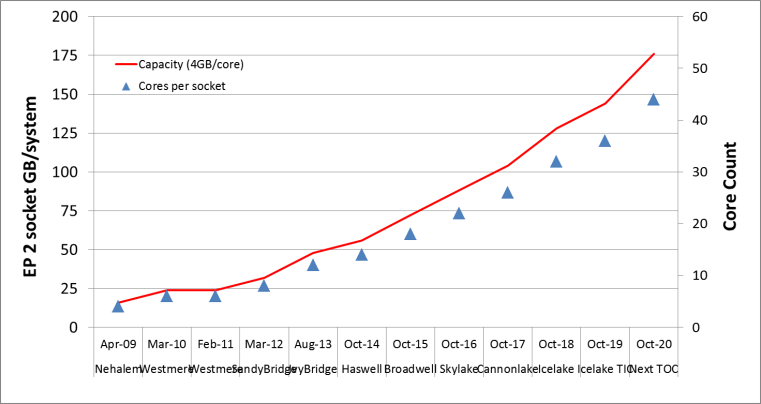 200
175
150
125
100
75
50
25
0
EP 2 socket GB/system
Capacity (4GB/core)
Cores per socket
60
50
40
30
20
10
0
Core Count
Apr-09 Mar-10 Feb-11 Mar-12 Aug-13 Oct-14 Oct-15 Oct-16 Oct-17 Oct-18 Oct-19 Oct-20
Nehalem Westmere Westmere SandyBridge IvyBridge Haswell Broadwell Skylake Cannonlake Icelake Icelake TIC Next TOC